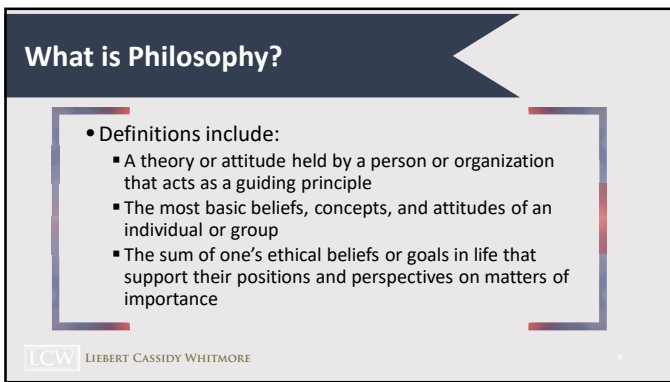 What is Philosophy?
• Definitions include:
▪ A theory or attitude held by a person or organization
that acts as a guiding principle
▪ The most basic beliefs, concepts, and attitudes of an
individual or group
▪ The sum of one's ethical beliefs or goals in life that
support their positions and perspectives on matters of
importance
LCW LIEBERT CASSIDY WHITMORE